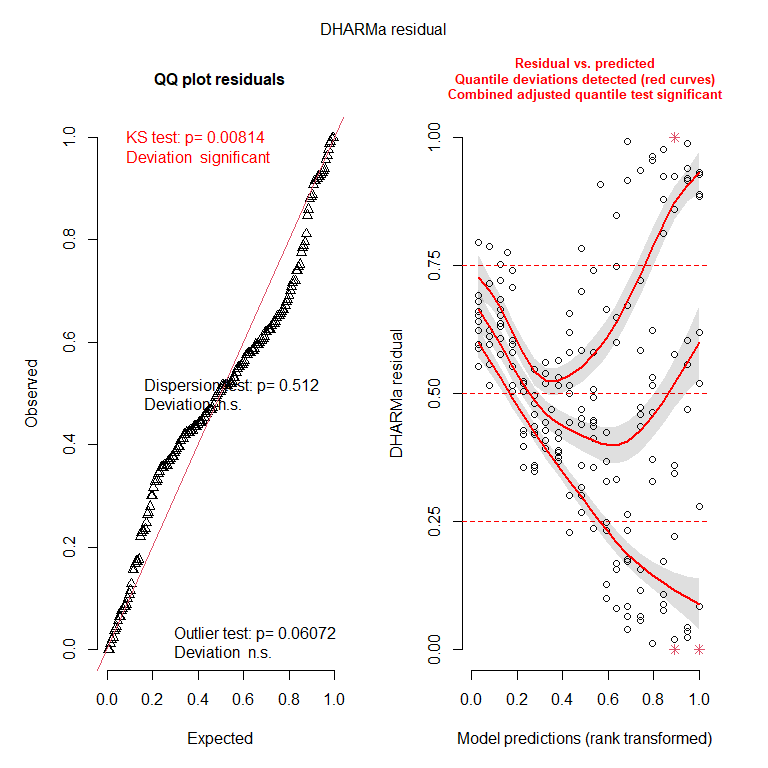 DHARMa residual
QQ plot residuals
KS test: p= 0.00814
Deviation significant
Dispersion test: p= 0.512
Deviation n.s.
Outlier test: p= 0.06072
Deviation n.s.
Observed
0.0 0.2 0.4 0.6 0.8 1.0
0.0 0.2 0.4 0.6 0.8 1.0
Expected
Residual vs. predicted
Quantile deviations detected (red curves)
Combined adjusted quantile test significant
DHARMa residual
0.00 0.25 0.50 0.75 1.00
0.0 0.2 0.4 0.6 0.8 1.0
Model predictions (rank transformed)